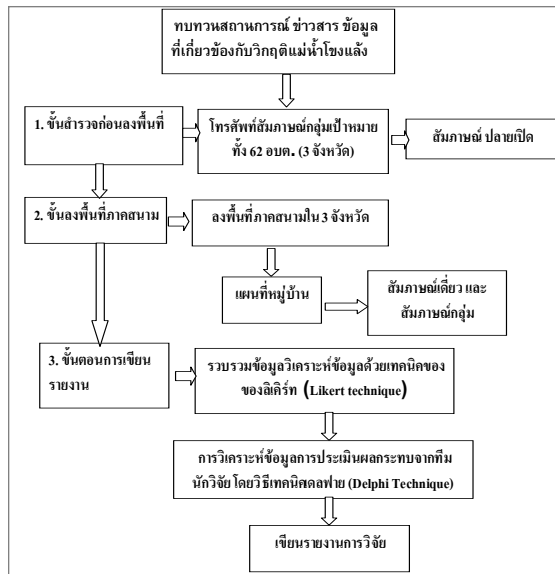 ทบทวนสถานการณ์ ข่าวสาร ข้อมูล
ที่เกี่ยวข้องกับวิกฤติแม่น้ำโขงแล้ง
1. ขั้นสำรวจก่อนลงพื้นที่
โทรศัพท์สัมภาษณ์กลุ่มเป้าหมาย
ทั้ง 62 อบต. (3 จังหวัด)
สัมภาษณ์ ปลายเปิด
2. ขั้นลงพื้นที่ภาคสนาม
ลงพื้นที่ภาคสนามใน 3 จังหวัด
แผนที่หมู่บ้าน
สัมภาษณ์เดี่ยว และ
สัมภาษณ์กลุ่ม
3. ขั้นตอนการเขียน
รายงาน
รวบรวมข้อมูลวิเคราะห์ข้อมูลด้วยเทคนิคของ
ของลิเคิร์ท (Likert technique)
การวิเคราะห์ข้อมูลการประเมินผลกระทบจากทีม
นักวิจัย โดยวิธีเทคนิคเดลฟาย (Delphi Technique)
เขียนรายงานการวิจัย